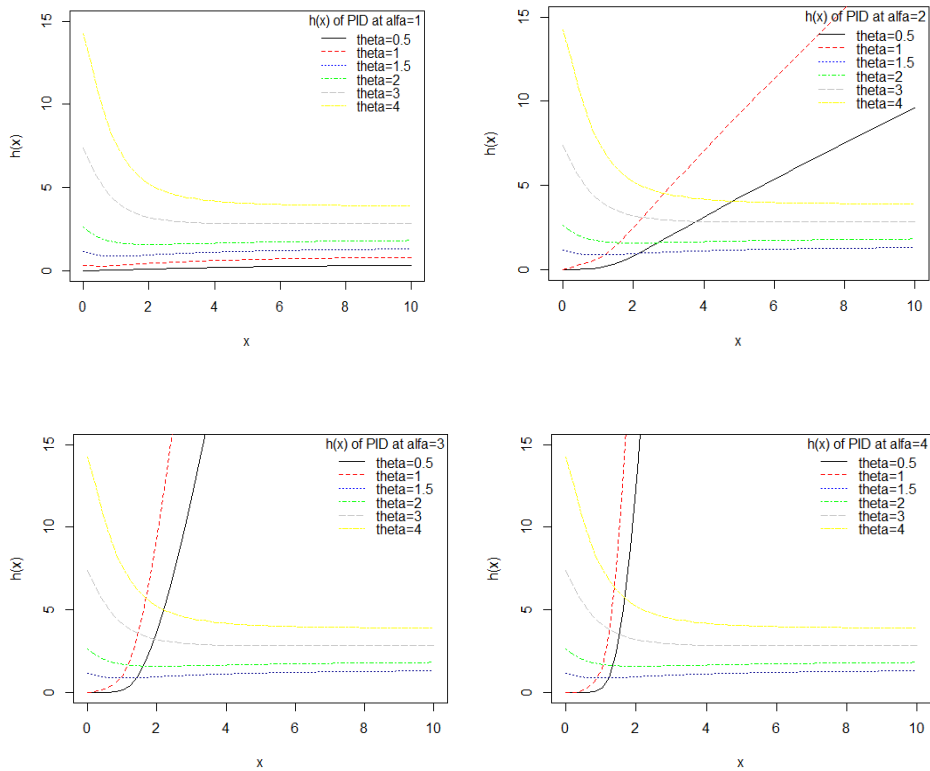 h(x) of PID at alfa=1
theta=0.5
theta=1
theta=1.5
theta=2
theta=3
theta=4
15
10
5
0
h(x)
0 2 4 6 8 10
x
h(x) of PID at alfa=2
theta=0.5
theta=1
theta=1.5
theta=2
theta=3
theta=4
15
10
5
0
h(x)
0 2 4 6 8 10
x
h(x) of PID at alfa=3
theta=0.5
theta=1
theta=1.5
theta=2
theta=3
theta=4
15
10
5
0
h(x)
0 2 4 6 8 10
x
h(x) of PID at alfa=4
theta=0.5
theta=1
theta=1.5
theta=2
theta=3
theta=4
15
10
5
0
h(x)
0 2 4 6 8 10
x